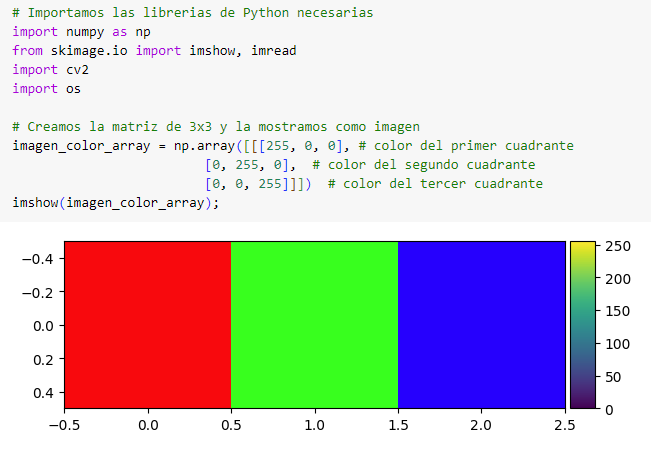 # Importamos las librerias de Python necesarias
import numpy as np
from skimage.io import imshow, imread
import cv2
import os
# Creamos la matriz de 3x3 y la mostramos como imagen
imagen_color_array = np.array([[[255, 0, 0], # color del primer cuadrante
[0, 255, 0],  # color del segundo cuadrante
[0, 0, 255]]])  # color del tercer cuadrante
imshow(imagen_color_array);
−0.4
−0.2
0.0
0.2
0.4
−0.5 0.0 0.5 1.0 1.5 2.0 2.5
250
200
150
100
50
0